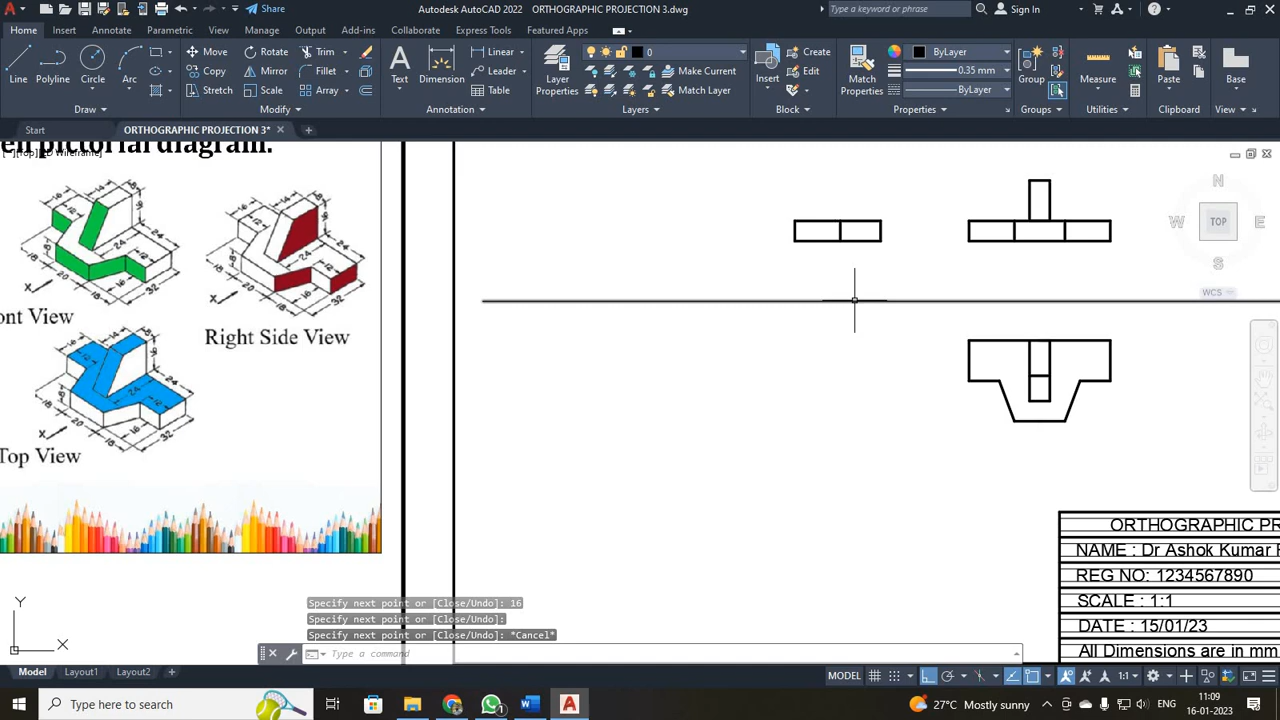 Share
Autodesk AutoCAD 2022   ORTHOGRAPHIC PROJECTION 3.dwg
Type a keyword or phrase
Sign In
Home Insert Annotate Parametric View Manage Output Add-ins Express Tools Featured Apps
Line Polyline Circle Arc
Move Rotate Trim
Copy Mirror Fillet
Stretch Scale Array
Text Dimension
Linear
Leader
Table
Layer Properties
0
Make Current
Match Layer
Insert
Create
Edit
Match Properties
ByLayer
0.35 mm
ByLayer
Group
Measure
Paste
Base
Draw Modify Annotation Layers Block Properties Groups Utilities Clipboard View
Start ORTHOGRAPHIC PROJECTION 3*
en pictorial diagram.
[-][Top][2D Wireframe]
N
W TOP E
S
WCS
ont View
Right Side View
Top View
X
X
X
ORTHOGRAPHIC PR
NAME : Dr Ashok Kumar
REG NO: 1234567890
SCALE : 1:1
DATE : 15/01/23
All Dimensions are in mm
Y
X
Specify next point or [Close/Undo]: 16
Specify next point or [Close/Undo]:
Specify next point or [Close/Undo]: *Cancel*
Type a command
Model Layout1 Layout2
MODEL
1:1
Type here to search
27°C Mostly sunny
ENG
11:09
16-01-2023